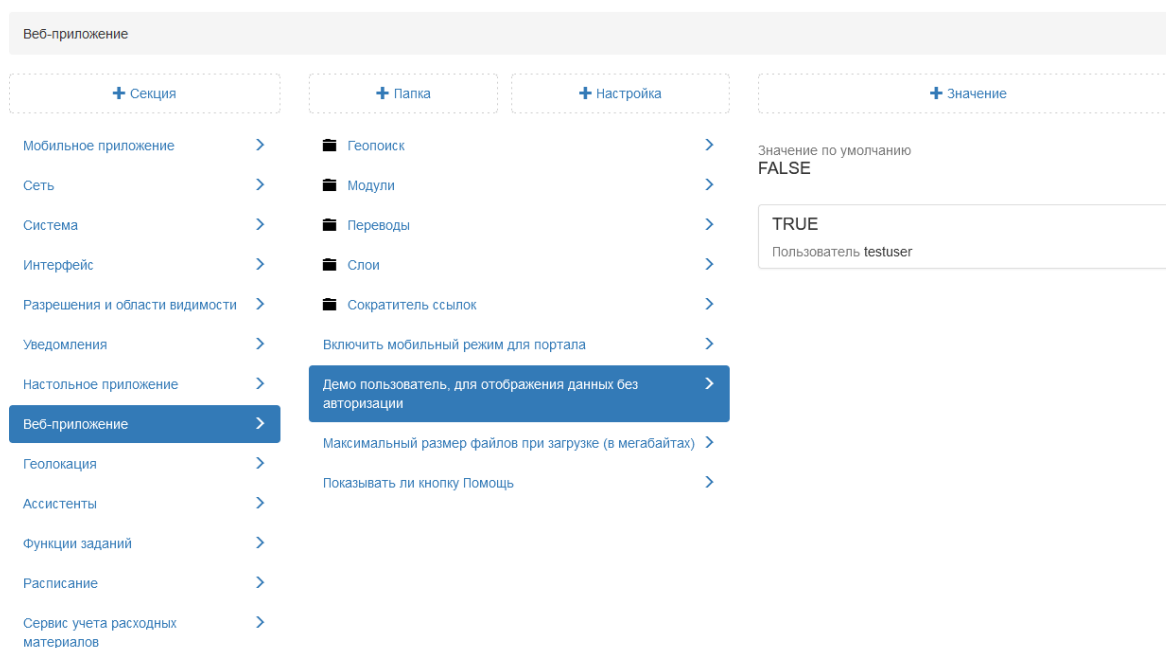 Веб-приложение
Секция
Папка
Настройка
Значение
Мобильное приложение
Сеть
Система
Интерфейс
Разрешения и области видимости
Уведомления
Настольное приложение
Веб-приложение
Геолокация
Ассистенты
Функции заданий
Расписание
Сервис учета расходных
материалов
Геопоиск
Модули
Переводы
Слои
Сократитель ссылок
Включить мобильный режим для портала
Демо пользователь, для отображения данных без
авторизации
Максимальный размер файлов при загрузке (в мегабайтах)
Показывать ли кнопку Помощь
Значение по умолчанию
FALSE
TRUE
Пользователь testuser